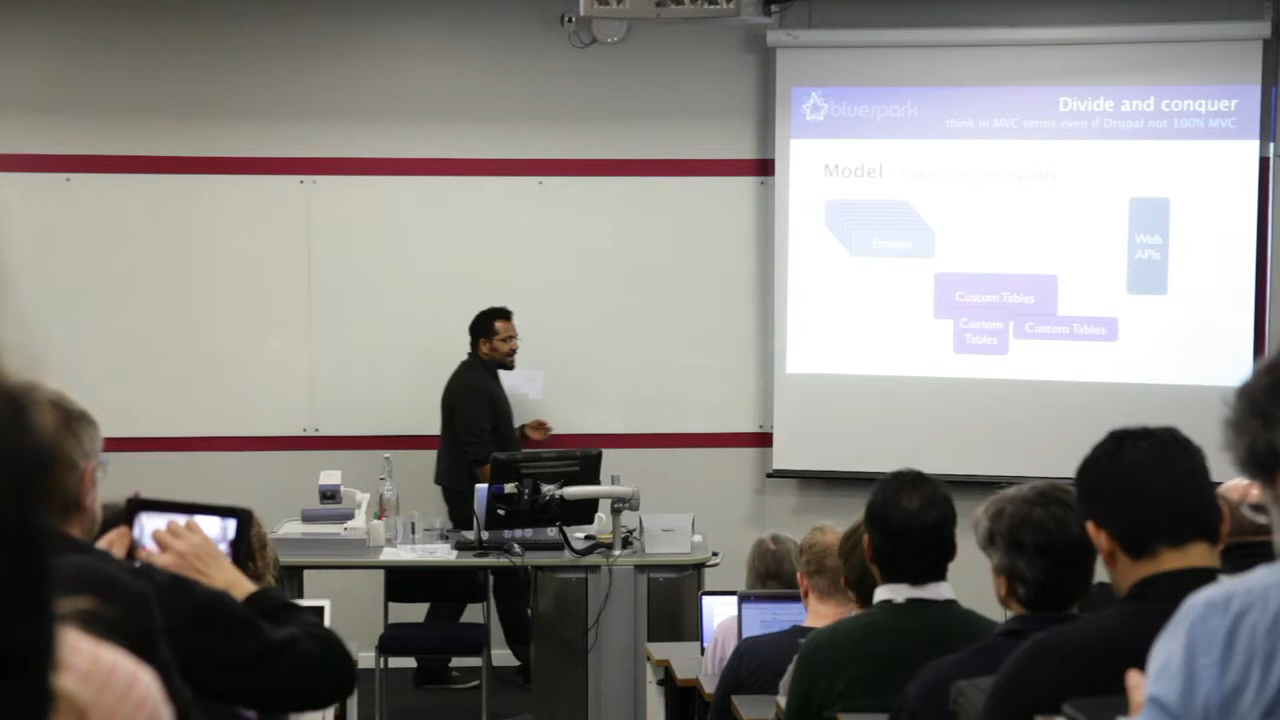 bluespark
Divide and conquer
think in MVC terms even if Drupal not 100% MVC
Model
Entities
Web
APIs
Custom Tables
Custom
Tables
Custom Tables